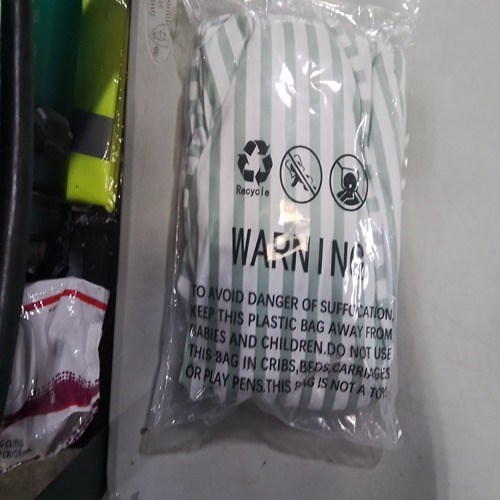 Recycle
WARNING
TO AVOID DANGER OF SUFFOCATION,
KEEP THIS PLASTIC BAG AWAY FROM
BABIES AND CHILDREN.DO NOT USE
THIS BAG IN CRIBS,BEDS,CARRIAGES
OR PLAY PENS.THIS BAG IS NOT A TOY.